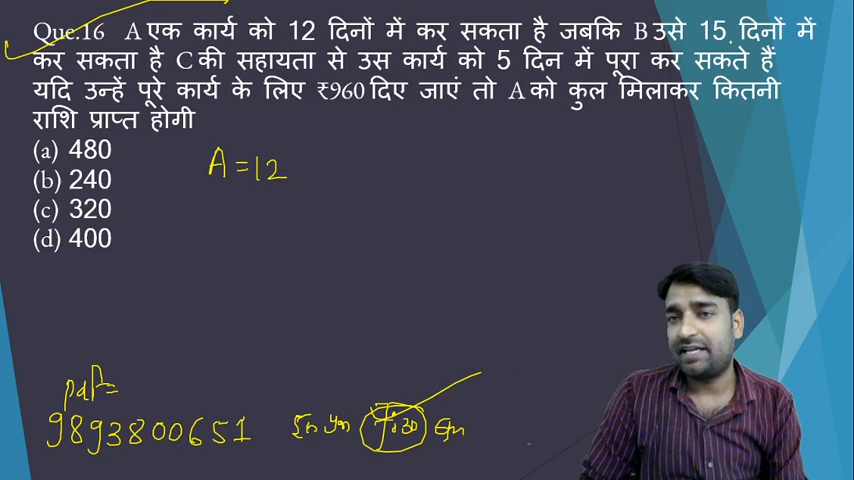 Que.16 A एक कार्य को 12 दिनों में कर सकता है जबकि B उसे 15 दिनों में
कर सकता है C की सहायता से उस कार्य को 5 दिन में पूरा कर सकते हैं
यदि उन्हें पूरे कार्य के लिए ₹960 दिए जाएं तो A को कुल मिलाकर कितनी
राशि प्राप्त होगी
(a) 480
(b) 240
(c) 320
(d) 400
A = 12
9893800651